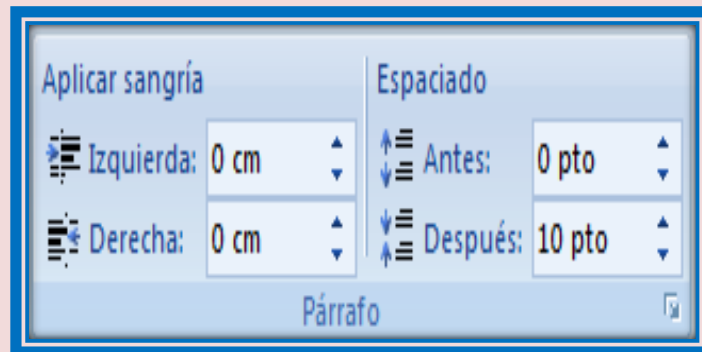 Aplicar sangría Espaciado
Izquierda: 0 cm Antes: 0 pto
Derecha: 0 cm Después: 10 pto
Párrafo